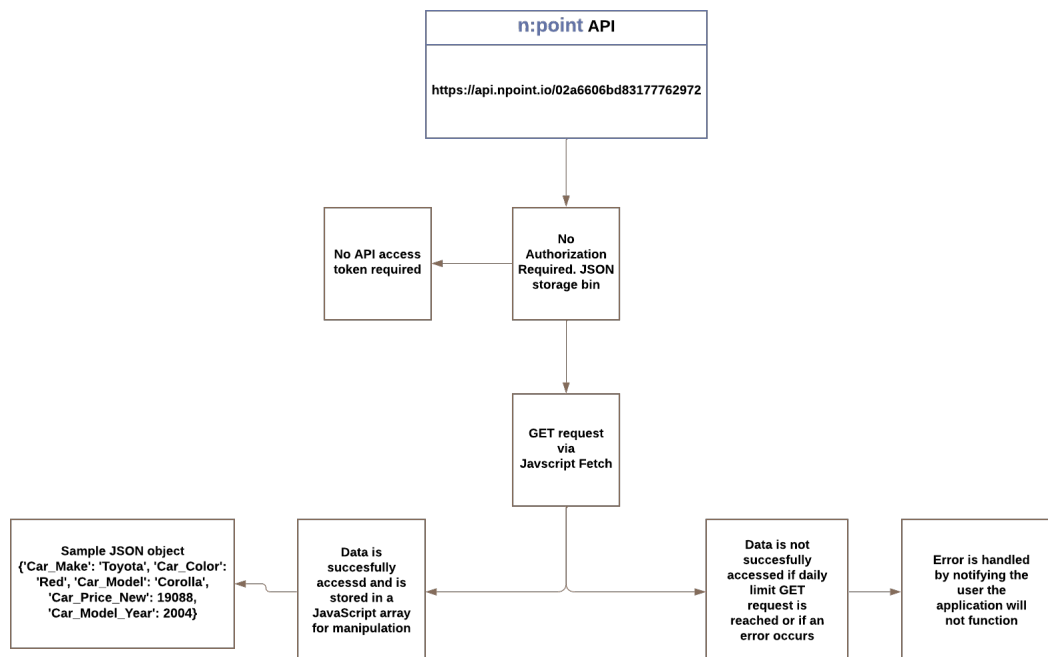 n:point API
https://api.npoint.io/02a6606bd83177762972
No API access
token required
No
Authorization
Required. JSON
storage bin
GET request
via
Javscript Fetch
Sample JSON object
{'Car_Make': 'Toyota', 'Car_Color':
'Red', 'Car_Model': 'Corolla',
'Car_Price_New': 19088,
'Car_Model_Year': 2004}
Data is
succesfully
accessd and is
stored in a
JavaScript array
for manipulation
Data is not
succesfully
accessed if daily
limit GET
request is
reached or if an
error occurs
Error is handled
by notifying the
user the
application will
not function